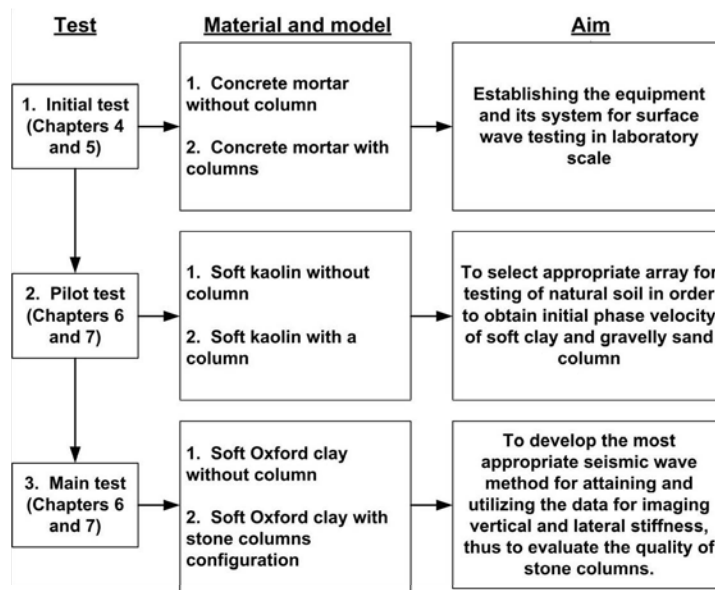 Test
Material and model
Aim
1. Initial test
(Chapters 4
and 5)
1. Concrete mortar
without column
2. Concrete mortar with
columns
Establishing the equipment
and its system for surface
wave testing in laboratory
scale
2. Pilot test
(Chapters 6
and 7)
1. Soft kaolin without
column
2. Soft kaolin with a
column
To select appropriate array for
testing of natural soil in order
to obtain initial phase velocity
of soft clay and gravelly sand
column
3. Main test
(Chapters 6
and 7)
1. Soft Oxford clay
without column
2. Soft Oxford clay with
stone columns
configuration
To develop the most
appropriate seismic wave
method for attaining and
utilizing the data for imaging
vertical and lateral stiffness,
thus to evaluate the quality of
stone columns.